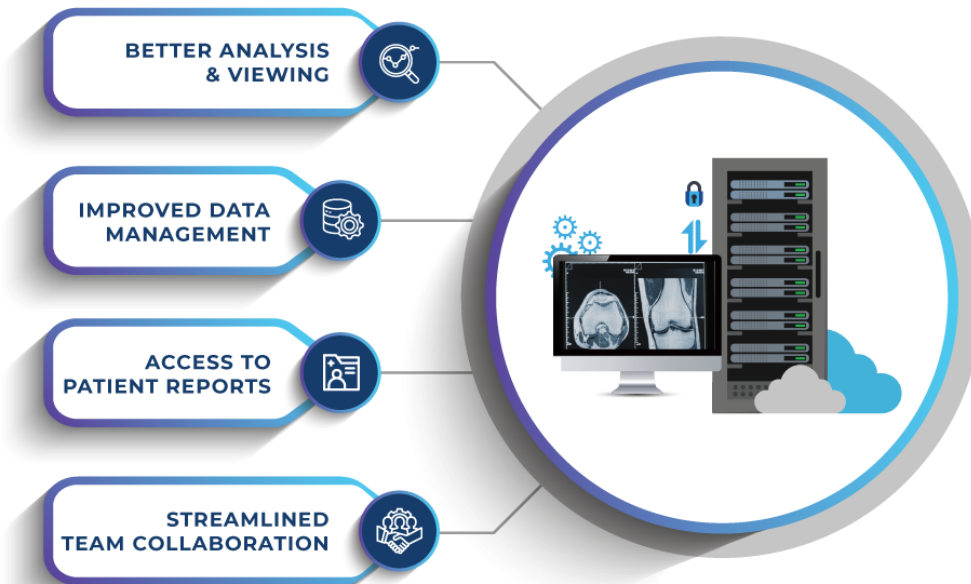 BETTER ANALYSIS
& VIEWING
IMPROVED DATA
MANAGEMENT
ACCESS TO
PATIENT REPORTS
STREAMLINED
TEAM COLLABORATION